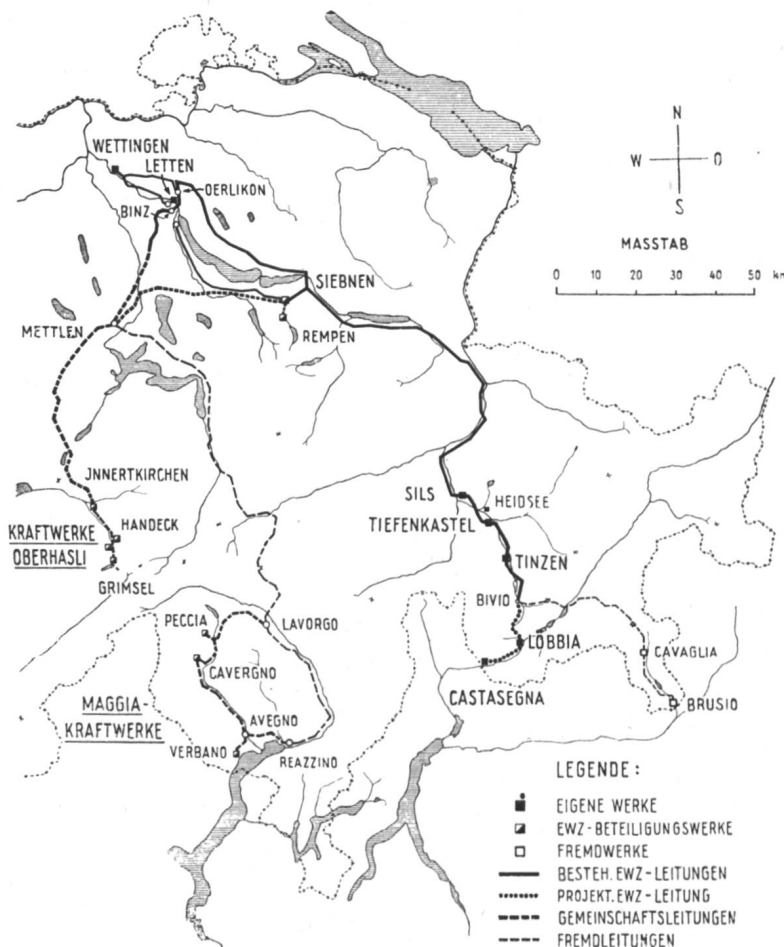 N
W O
S
MASSTAB
0 10 20 30 40 50 km
WETTINGEN
LETTEN
OERLIKON
BINZ
SIEBNEN
REMPEN
METTLEN
JNNERTKIRCHEN
HANDECK
KRAFTWERKE
OBERHASLI
GRIMSEL
SILS
HEIDSEE
TIEFENKASTEL
TINZEN
BIVIO
LOBBIA
CASTASEGNA
CAVAGLIA
BRUSIO
PECCIA
LAVORGO
CAVERGNO
MAGGIA-
KRAFTWERKE
AVEGNO
VERBANO
REAZZINO
LEGENDE:
EIGENE WERKE
EWZ-BETEILIGUNGSWERKE
FREMDWERKE
BESTEH. EWZ-LEITUNGEN
PROJEKT. EWZ-LEITUNG
GEMEINSCHAFTSLEITUNGEN
FREMDLEITUNGEN